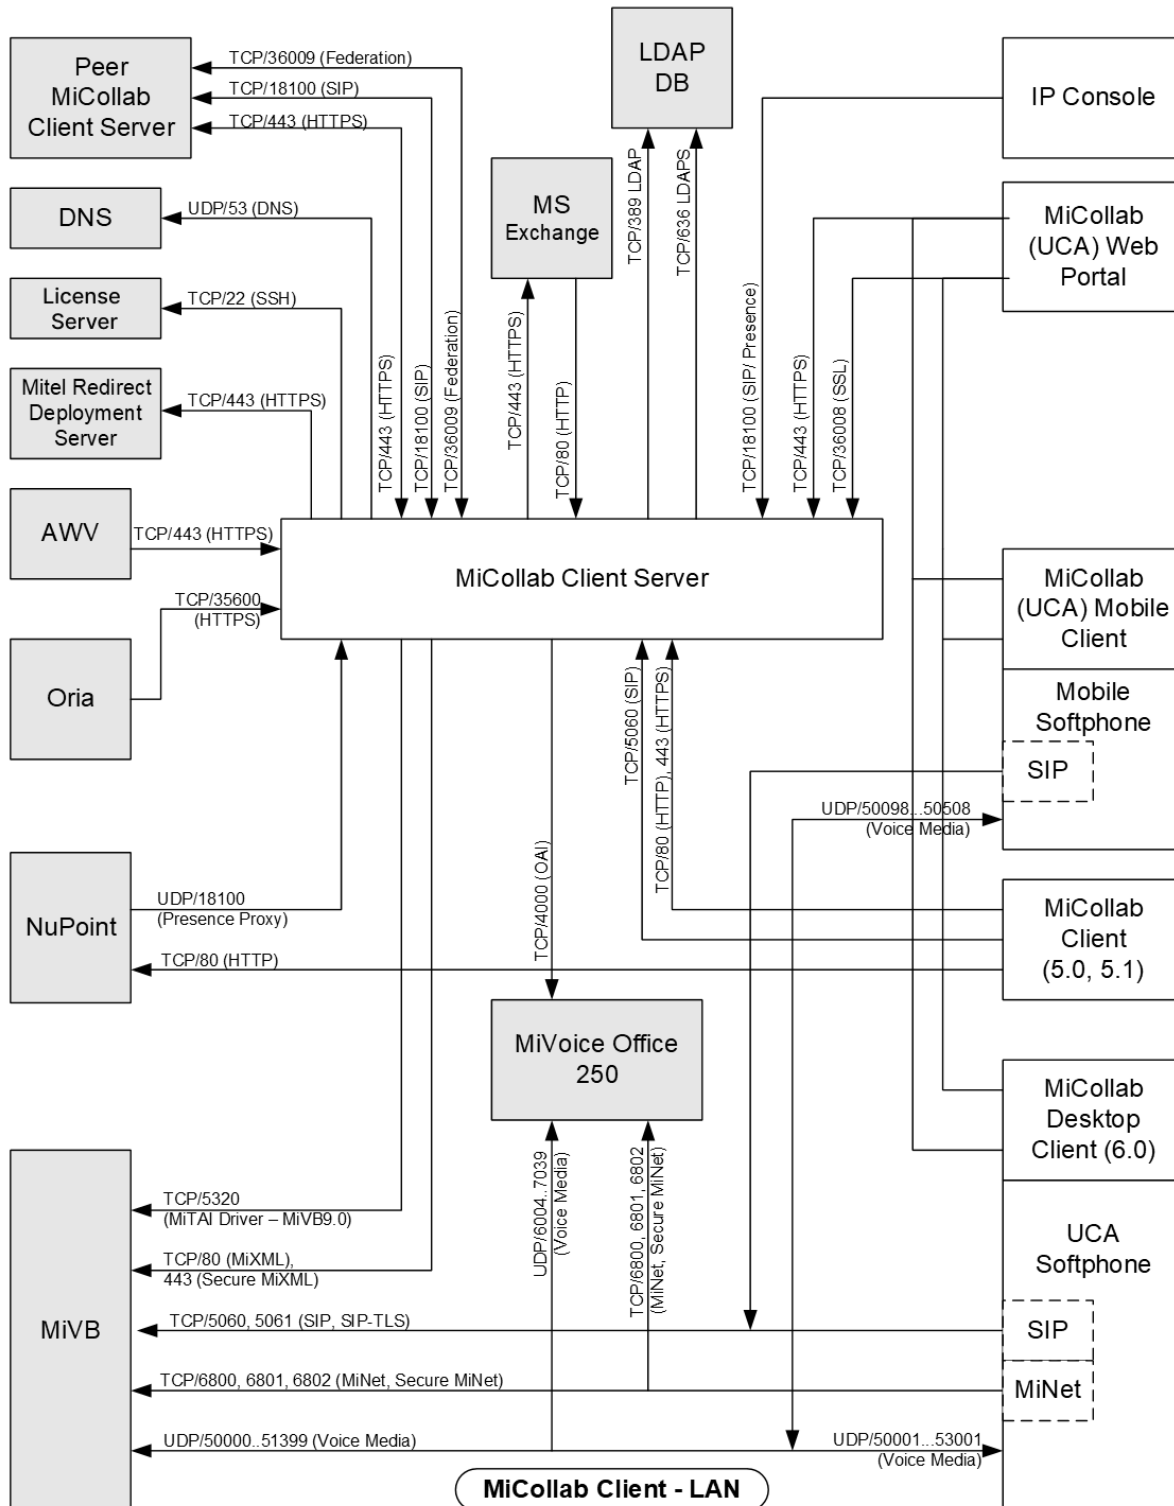 Peer
MiCollab
Client Server
TCP/36009 (Federation)
TCP/18100 (SIP)
TCP/443 (HTTPS)
LDAP
DB
IP Console
DNS
UDP/53 (DNS)
MS
Exchange
TCP/389 LDAP
TCP/636 LDAPS
MiCollab
(UCA) Web
Portal
License
Server
TCP/22 (SSH)
Mitel Redirect
Deployment
Server
TCP/443 (HTTPS)
TCP/443 (HTTPS)
TCP/18100 (SIP)
TCP/36009 (Federation)
TCP/443 (HTTPS)
TCP/80 (HTTP)
TCP/18100 (SIP/ Presence)
TCP/443 (HTTPS)
TCP/36008 (SSL)
AWV
TCP/443 (HTTPS)
MiCollab Client Server
MiCollab
(UCA) Mobile
Client
TCP/35600
(HTTPS)
Oria
Mobile
Softphone
SIP
TCP/5060 (SIP)
TCP/80 (HTTP), 443 (HTTPS)
UDP/50098...50508
(Voice Media)
NuPoint
UDP/18100
(Presence Proxy)
TCP/80 (HTTP)
TCP/4000 (OAI)
MiCollab
Client
(5.0, 5.1)
MiVoice Office
250
MiCollab
Desktop
Client (6.0)
MiVB
TCP/5320
(MiTAI Driver – MiVB9.0)
TCP/80 (MiXML),
443 (Secure MiXML)
UDP/6004..7039
(Voice Media)
TCP/6800, 6801, 6802
(MiNet, Secure MiNet)
UCA
Softphone
TCP/5060, 5061 (SIP, SIP-TLS)
SIP
TCP/6800, 6801, 6802 (MiNet, Secure MiNet)
MiNet
UDP/50000..51399 (Voice Media)
UDP/50001...53001
(Voice Media)
MiCollab Client - LAN